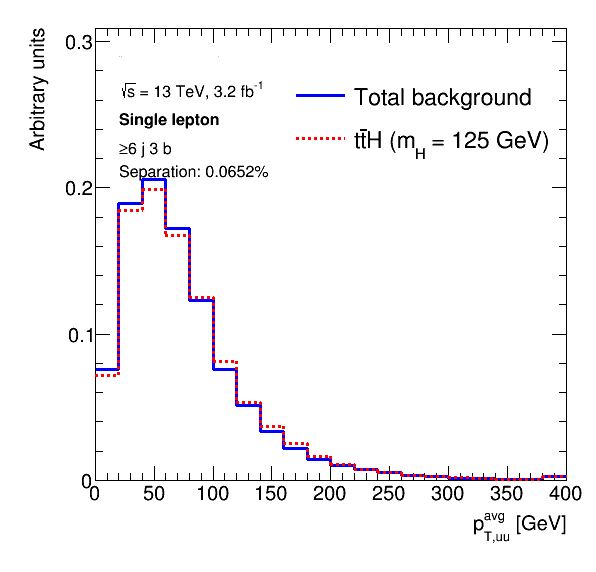 Arbitrary units
0.3
0.2
0.1
0
√s = 13 TeV, 3.2 fb⁻¹
Single lepton
≥6 j 3 b
Separation: 0.0652%
Total background
tt̄H (m_H = 125 GeV)
0 50 100 150 200 250 300 350 400
p_{T,uu}^{avg} [GeV]